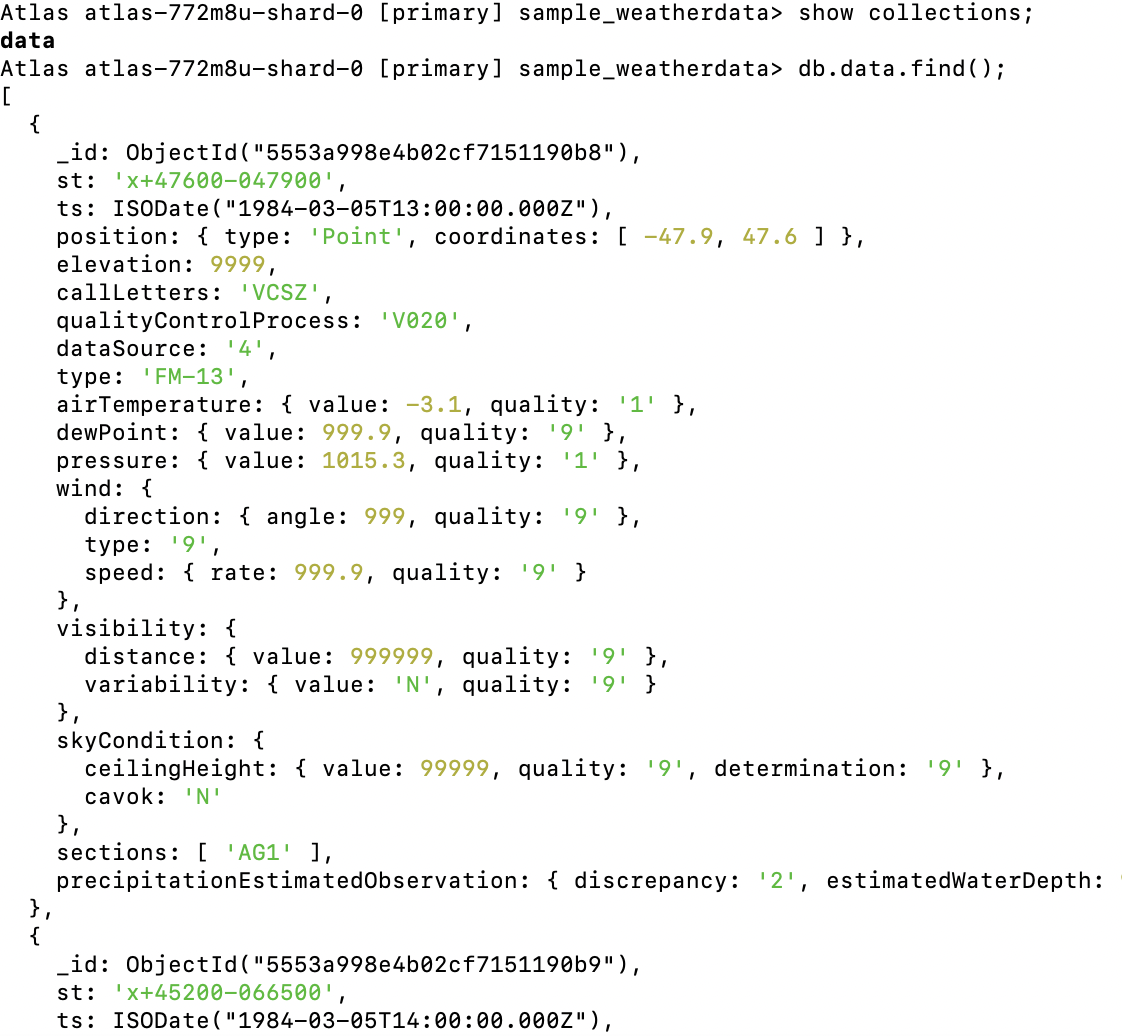 Atlas atlas-772m8u-shard-0 [primary] sample_weatherdata> show collections;
data
Atlas atlas-772m8u-shard-0 [primary] sample_weatherdata> db.data.find();
[
  {
    _id: ObjectId("5553a998e4b02cf7151190b8"),
    st: 'x+47600-047900',
    ts: ISODate("1984-03-05T13:00:00.000Z"),
    position: { type: 'Point', coordinates: [ -47.9, 47.6 ] },
    elevation: 9999,
    callLetters: 'VCSZ',
    qualityControlProcess: 'V020',
    dataSource: '4',
    type: 'FM-13',
    airTemperature: { value: -3.1, quality: '1' },
    dewPoint: { value: 999.9, quality: '9' },
    pressure: { value: 1015.3, quality: '1' },
    wind: {
      direction: { angle: 999, quality: '9' },
      type: '9',
      speed: { rate: 999.9, quality: '9' }
    },
    visibility: {
      distance: { value: 999999, quality: '9' },
      variability: { value: 'N', quality: '9' }
    },
    skyCondition: {
      ceilingHeight: { value: 99999, quality: '9', determination: '9' },
      cavok: 'N'
    },
    sections: [ 'AG1' ],
    precipitationEstimatedObservation: { discrepancy: '2', estimatedWaterDepth:
  },
  {
    _id: ObjectId("5553a998e4b02cf7151190b9"),
    st: 'x+45200-066500',
    ts: ISODate("1984-03-05T14:00:00.000Z"),